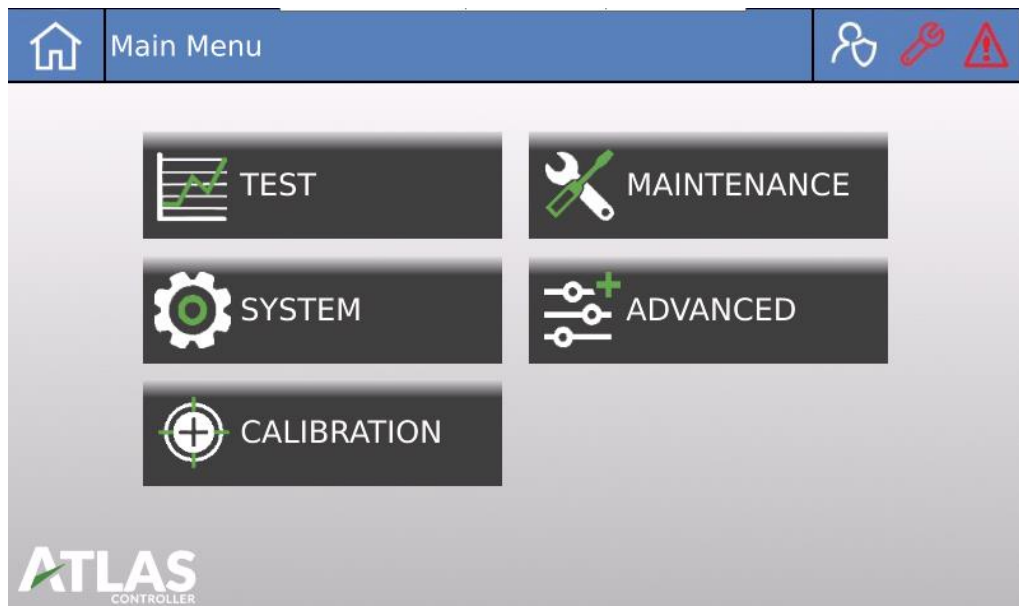 Main Menu
TEST
MAINTENANCE
SYSTEM
ADVANCED
CALIBRATION
ATLAS
CONTROLLER